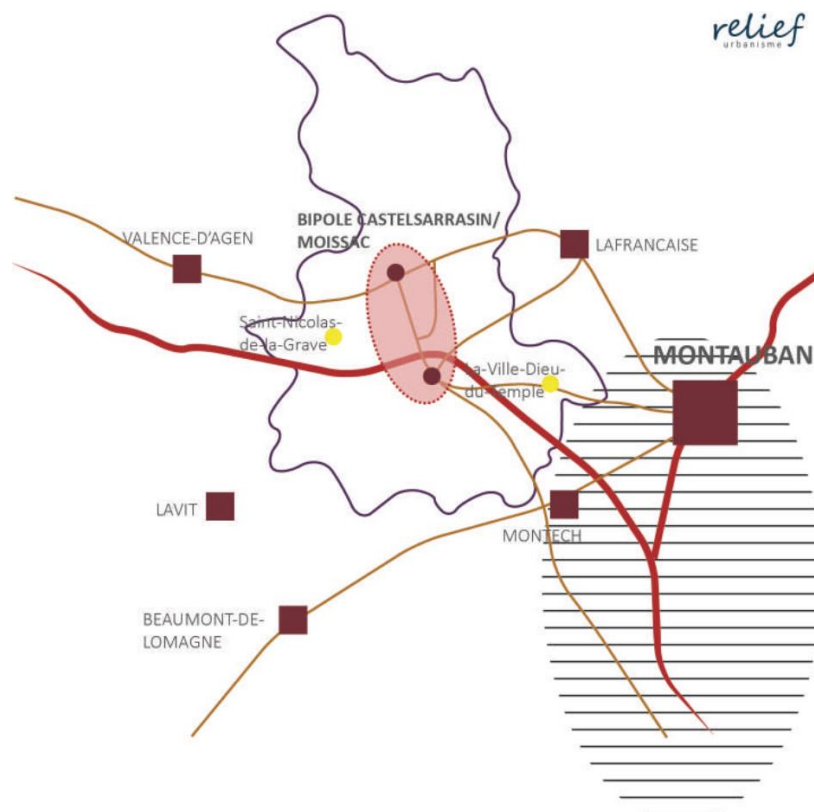 relief
urbanisme
BIPOLE CASTELSARRASIN/
MOISSAC
VALENCE-D'AGEN
LAFRANCAISE
Saint-Nicolas-
de-la-Grave
MONTAUBAN
La-Ville-Dieu-
du-Temple
LAVIT
MONTECH
BEAUMONT-DE-
LOMAGNE